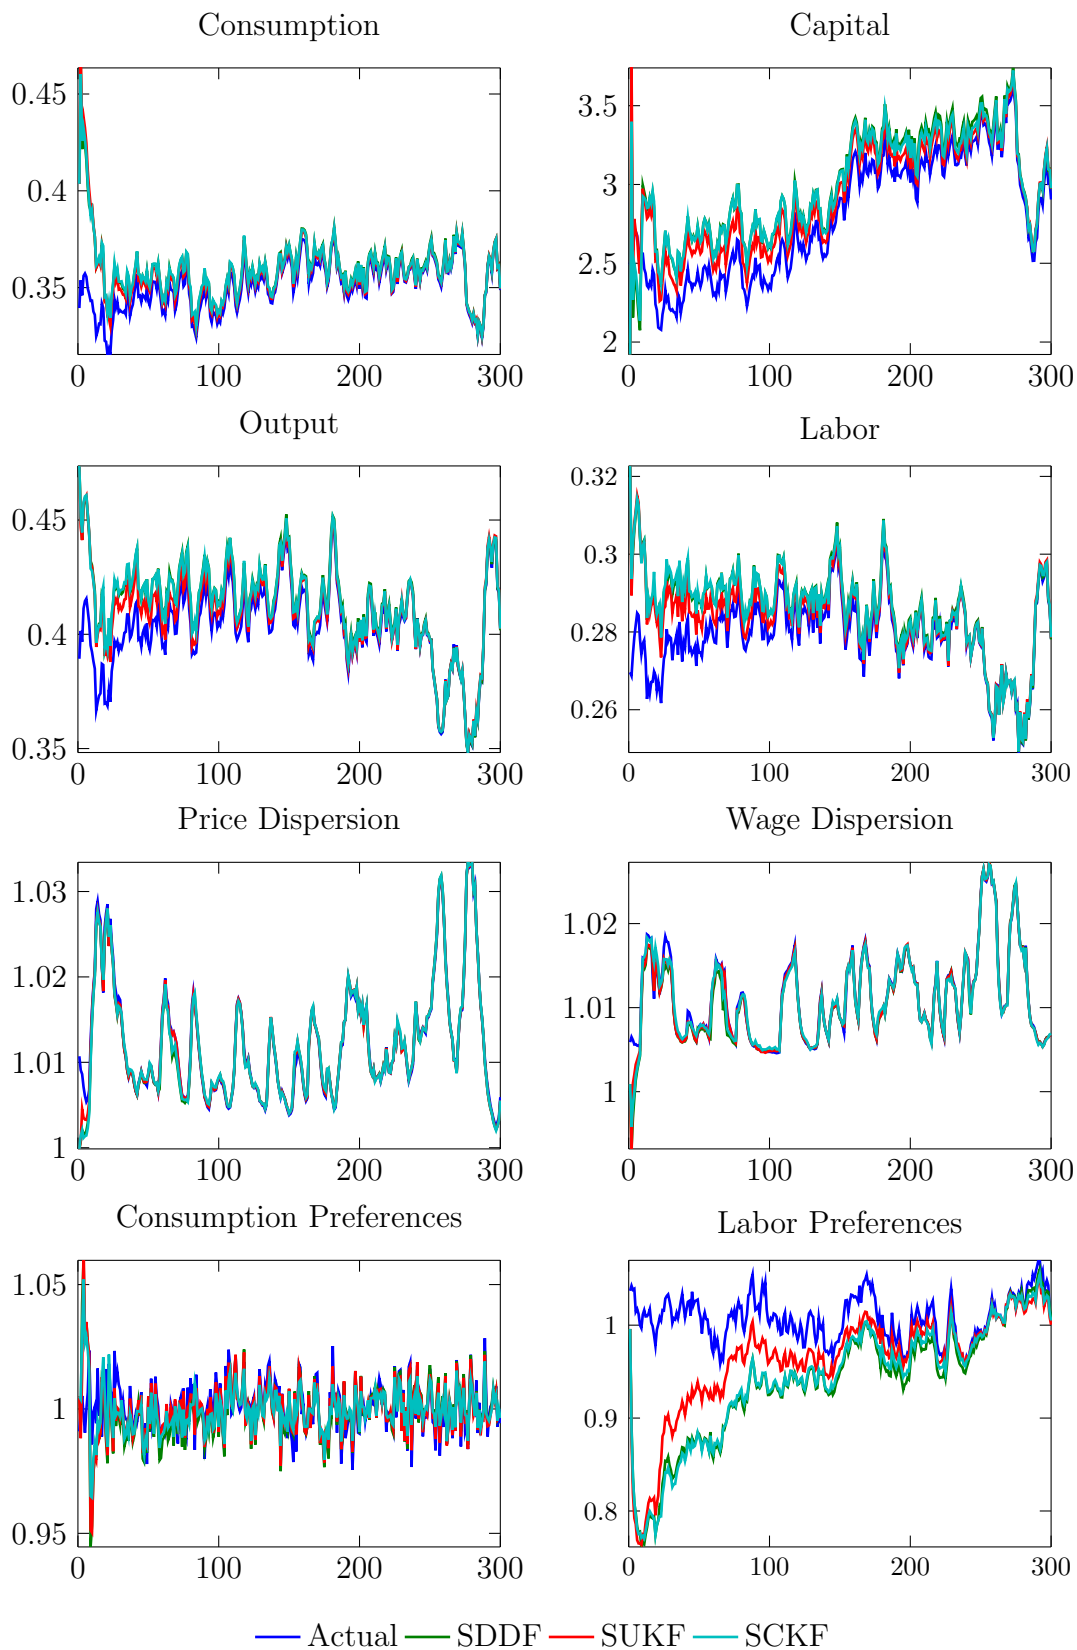 Consumption
Capital
0.45
0.4
0.35
0 100 200 300
3.5
3
2.5
2
0 100 200 300
Output
Labor
0.45
0.4
0.35
0 100 200 300
0.32
0.3
0.28
0.26
0 100 200 300
Price Dispersion
Wage Dispersion
1.03
1.02
1.01
1
0 100 200 300
1.02
1.01
1
0 100 200 300
Consumption Preferences
Labor Preferences
1.05
1
0.95
0 100 200 300
1
0.9
0.8
0 100 200 300
Actual SDDF SUKF SCKF